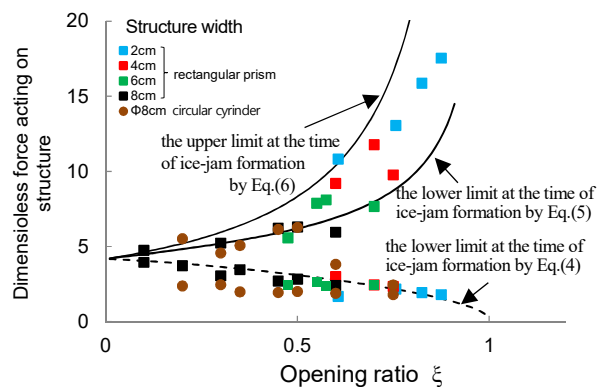 Structure width
2cm
4cm
6cm
8cm
rectangular prism
Φ8cm circular cyrinder
the upper limit at the time
of ice-jam formation
by Eq.(6)
the lower limit at the time of
ice-jam formation by Eq.(5)
the lower limit at the time of
ice-jam formation by Eq.(4)
Dimensioless force acting on
structure
20
15
10
5
0
0
0.5
1
Opening ratio ξ